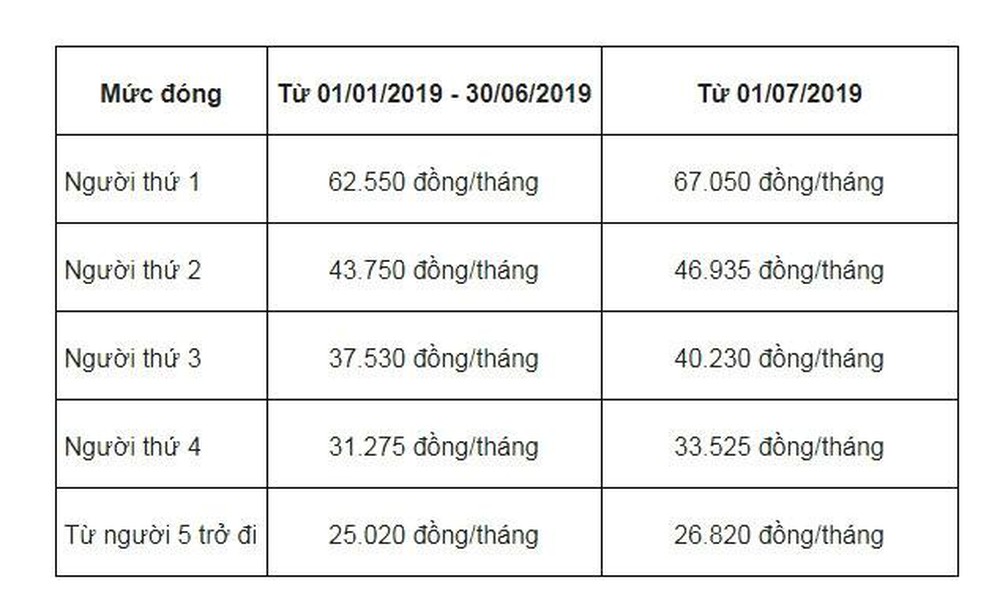 Mức đóng Từ 01/01/2019 - 30/06/2019 Từ 01/07/2019
Người thứ 1 62.550 đồng/tháng 67.050 đồng/tháng
Người thứ 2 43.750 đồng/tháng 46.935 đồng/tháng
Người thứ 3 37.530 đồng/tháng 40.230 đồng/tháng
Người thứ 4 31.275 đồng/tháng 33.525 đồng/tháng
Từ người 5 trở đi 25.020 đồng/tháng 26.820 đồng/tháng